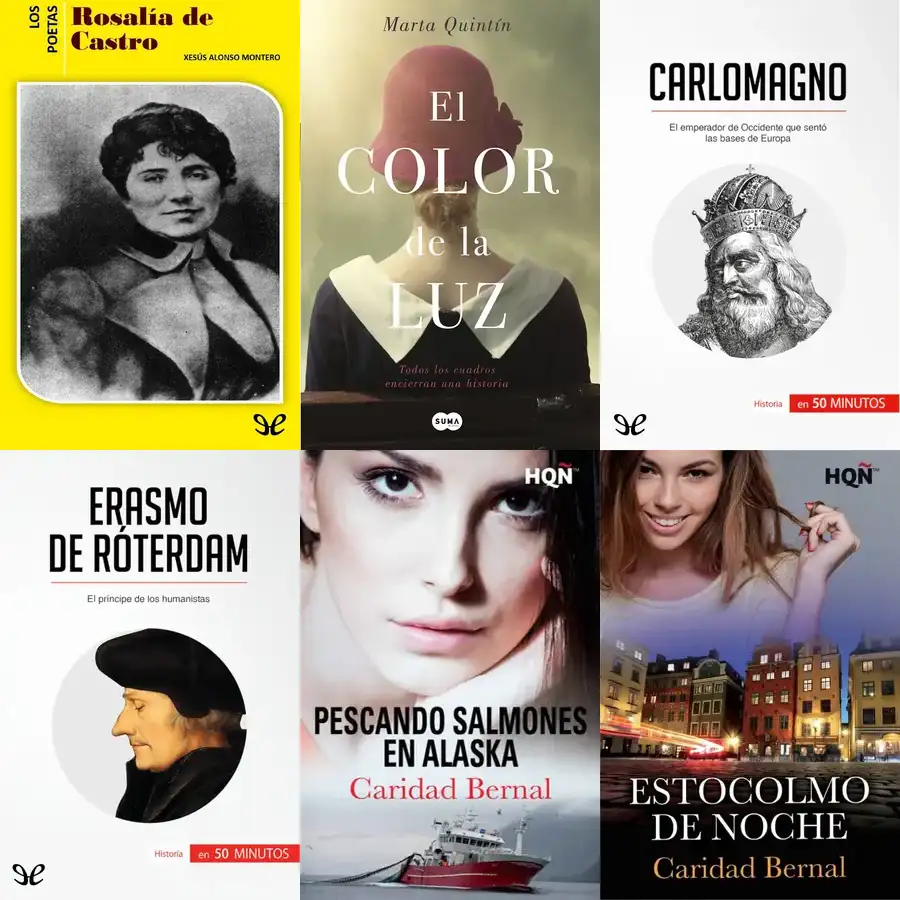 LOS
POETAS
Rosalía de
Castro
XESÚS ALONSO MONTERO
Marta Quintín
El
COLOR
de la
LUZ
Todos los cuadros
encierran una historia
SUMA
CARLOMAGNO
El emperador de Occidente que sentó
las bases de Europa
Historia en 50 MINUTOS
ERASMO
DE RÓTERDAM
El príncipe de los humanistas
Historia en 50 MINUTOS
HQÑ™
PESCANDO SALMONES
EN ALASKA
Caridad Bernal
HQÑ™
ESTOCOLMO
DE NOCHE
Caridad Bernal